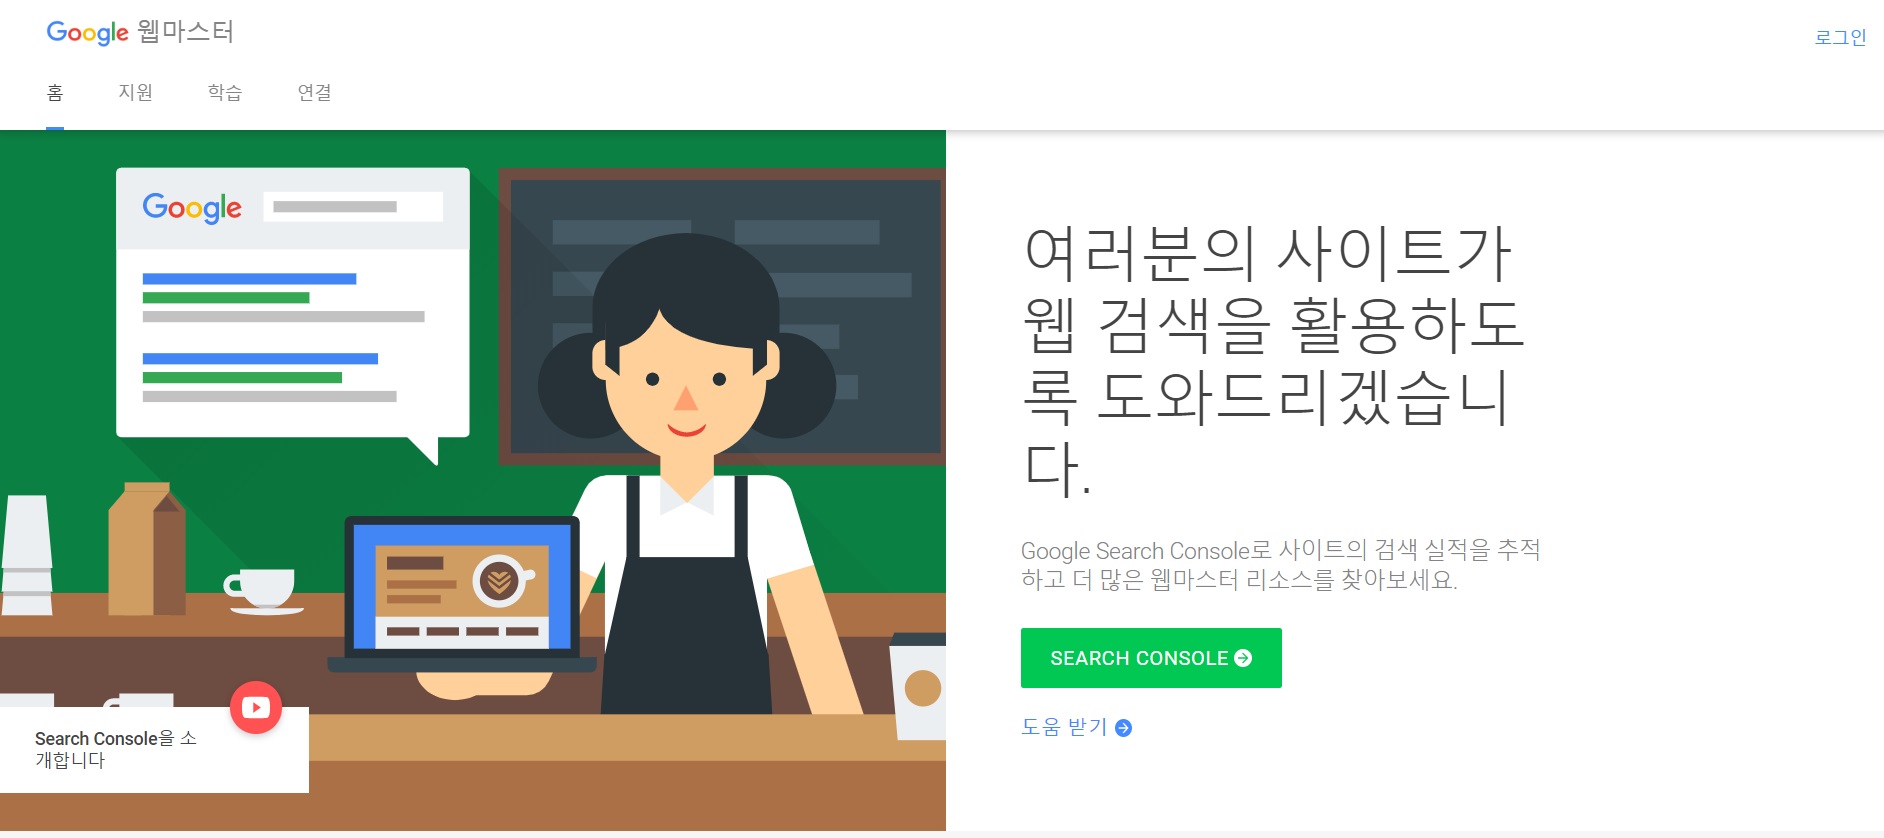 Google 웹마스터
로그인
홈 지원 학습 연결
Google
여러분의 사이트가
웹 검색을 활용하도
록 도와드리겠습니
다.
Google Search Console로 사이트의 검색 실적을 추적
하고 더 많은 웹마스터 리소스를 찾아보세요.
SEARCH CONSOLE
도움 받기
Search Console을 소
개합니다